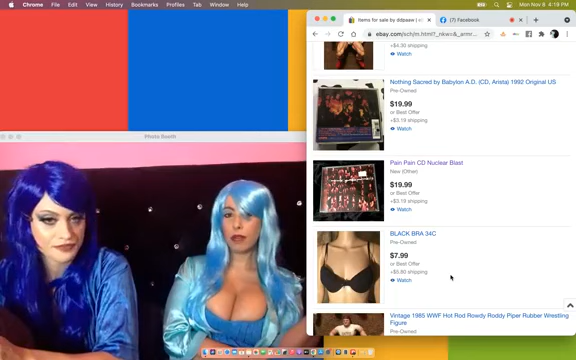 Chrome File Edit View History Bookmarks Profiles Tab Window Help
Mon Nov 8 4:19 PM
Items for sale by ddpsaw
(7) Facebook
ebay.com/sch/m.html?_nkw=&_armr...
Photo Booth
+$4.30 shipping
Watch
Nothing Sacred by Babylon A.D. (CD, Arista) 1992 Original US
Pre-Owned
$19.99
or Best Offer
+$3.19 shipping
Watch
Pain Pain CD Nuclear Blast
New (Other)
$19.99
+$3.19 shipping
Watch
BLACK BRA 34C
Pre-Owned
$7.99
or Best Offer
+$5.80 shipping
Watch
Vintage 1985 WWF Hot Rod Rowdy Roddy Piper Rubber Wrestling
Figure
Pre-Owned